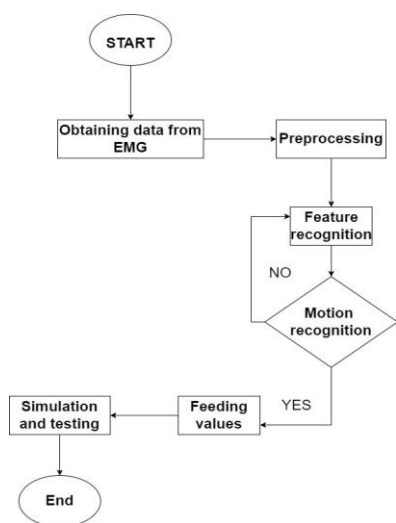 START
Obtaining data from
EMG
Preprocessing
Feature
recognition
NO
Motion
recognition
YES
Feeding
values
Simulation
and testing
End